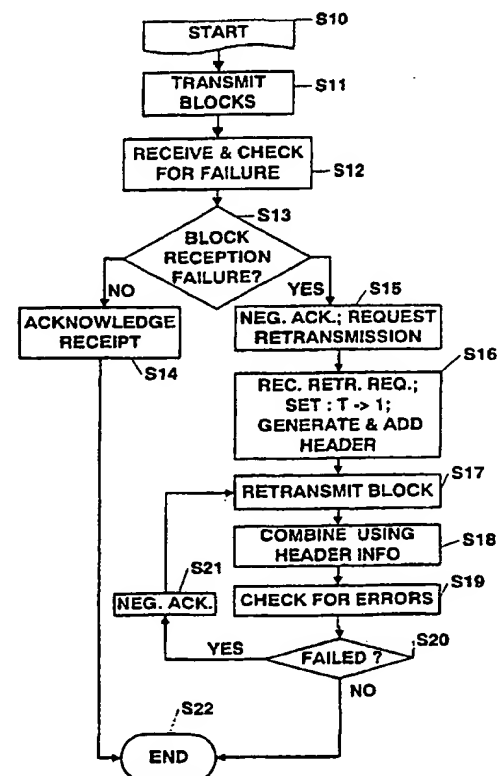 START
S10
TRANSMIT
BLOCKS
S11
RECEIVE & CHECK
FOR FAILURE
S12
S13
BLOCK
RECEPTION
FAILURE?
NO
YES
ACKNOWLEDGE
RECEIPT
S14
S15
NEG. ACK.; REQUEST
RETRANSMISSION
S16
REC. RETR. REQ.;
SET : T -> 1;
GENERATE & ADD
HEADER
S17
RETRANSMIT BLOCK
COMBINE USING
HEADER INFO
S18
S21
NEG. ACK.
S19
CHECK FOR ERRORS
S20
FAILED ?
YES
NO
S22
END